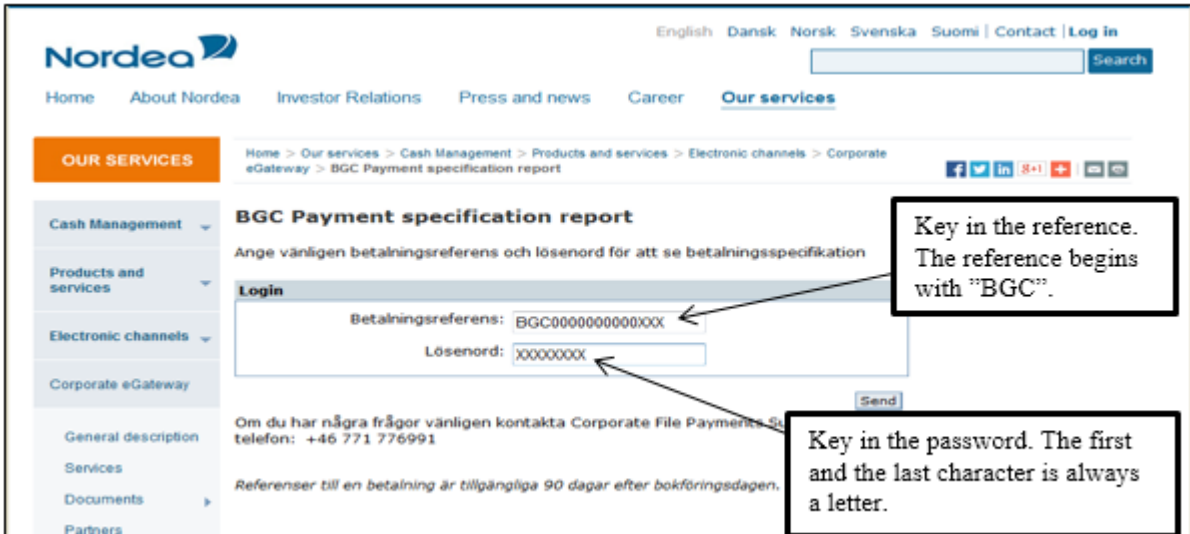 English Dansk Norsk Svenska Suomi | Contact | Log in
Nordea
Search
Home About Nordea Investor Relations Press and news Career Our services
OUR SERVICES
Home > Our services > Cash Management > Products and services > Electronic channels > Corporate
eGateway > BGC Payment specification report
Cash Management
Products and
services
Electronic channels
Corporate eGateway
General description
Services
Documents
Partners
BGC Payment specification report
Ange vänligen betalningsreferens och lösenord för att se betalningsspecifikation
Login
Betalningsreferens: BGC0000000000XXX
Lösenord: XXXXXXXX
Send
Om du har några frågor vänligen kontakta Corporate File Payments
telefon: +46 771 776991
Referenser till en betalning är tillgängliga 90 dagar efter bokföringsdagen.
Key in the reference.
The reference begins
with ”BGC”.
Key in the password. The first
and the last character is always
a letter.